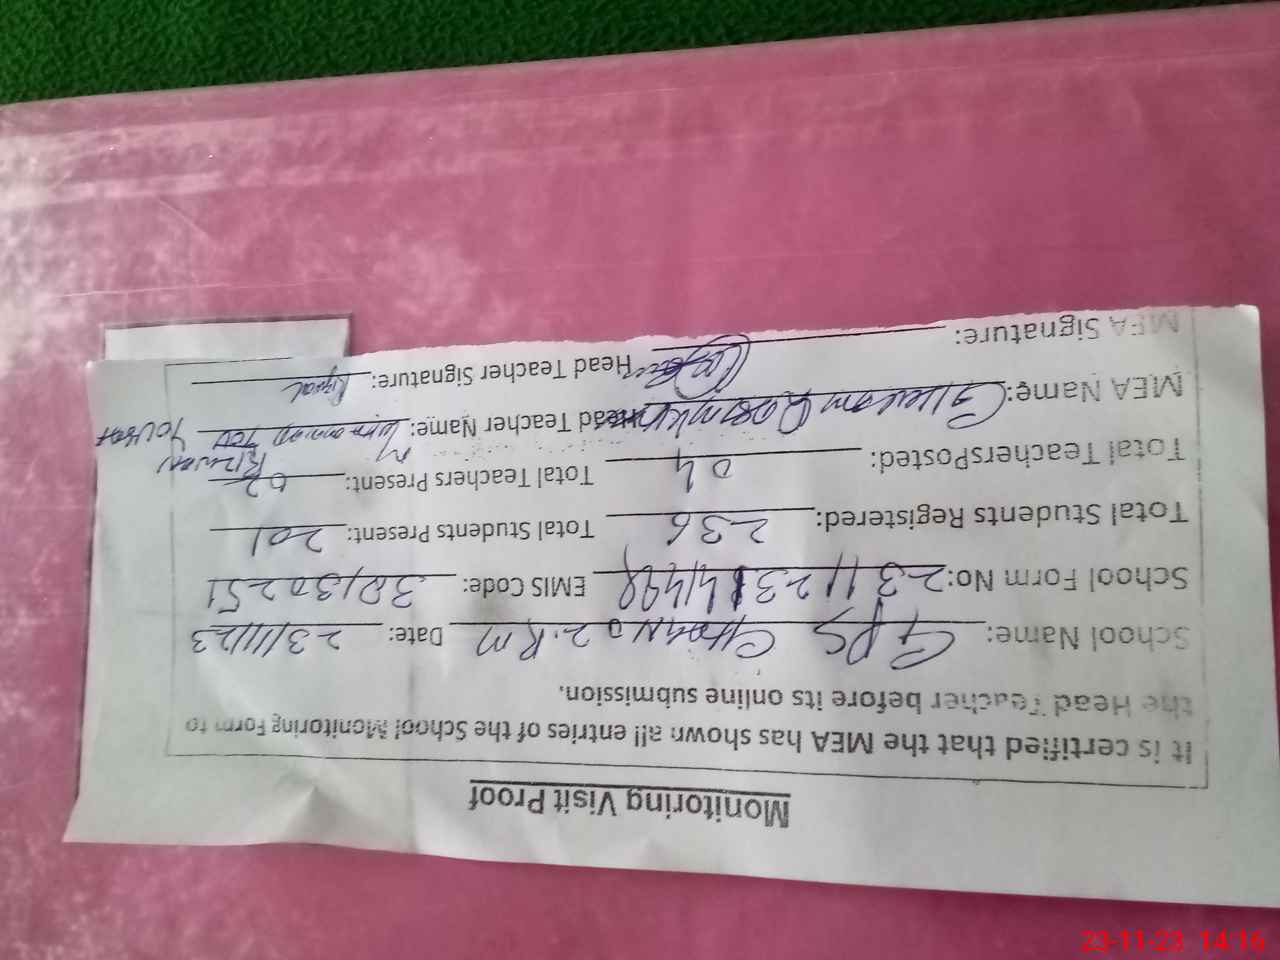 Monitoring Visit Proof
It is certified that the MEA has shown all entries of the School Monitoring Form to
the Head Teacher before its online submission.
School Name: GPS Date: 23/11/23
School Form No: EMIS Code:
Total Students Registered: 236 Total Students Present: 201
Total TeachersPosted: 04 Total Teachers Present: 02
MEA Name: Head Teacher Name:
MEA Signature: Head Teacher Signature:
23-11-23 14:16